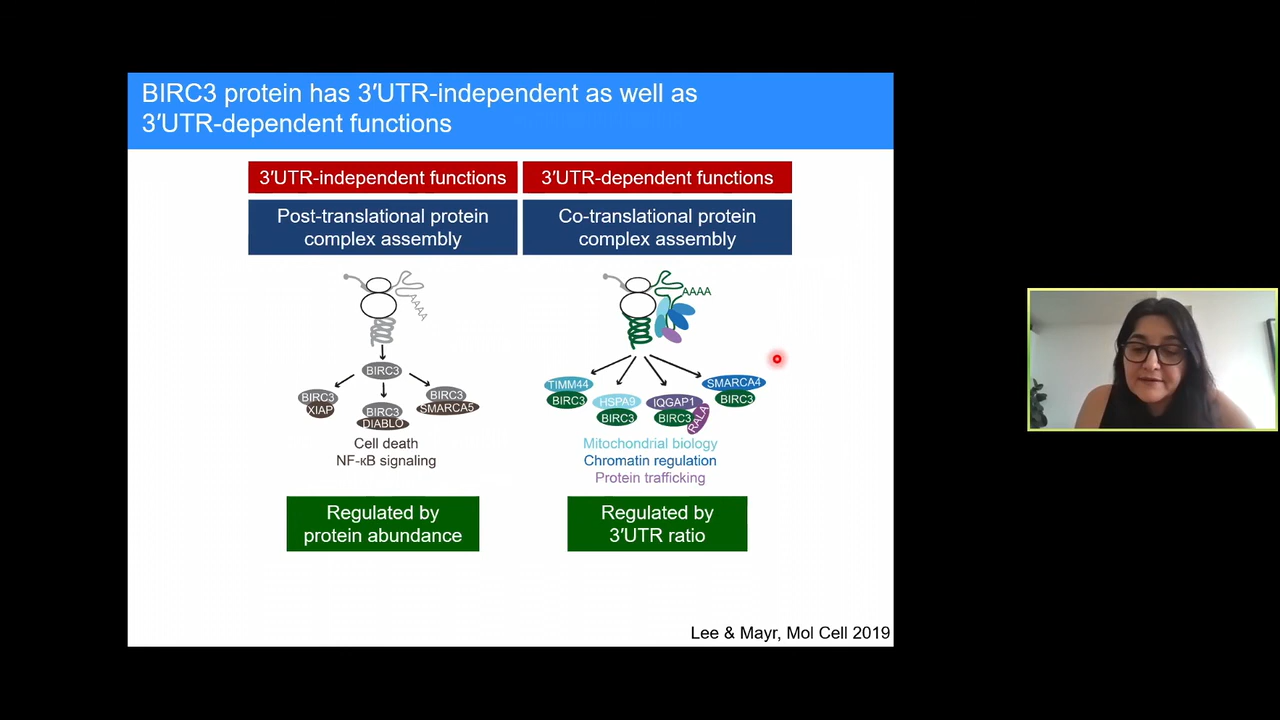 BIRC3 protein has 3′UTR-independent as well as
3′UTR-dependent functions
3′UTR-independent functions
3′UTR-dependent functions
Post-translational protein
complex assembly
Co-translational protein
complex assembly
AAAA
AAAA
BIRC3
BIRC3
XIAP
BIRC3
DIABLO
BIRC3
SMARCA5
TIMM44
BIRC3
HSPA9
BIRC3
IQGAP1
BIRC3
RALA
SMARCA4
BIRC3
Cell death
NF-κB signaling
Mitochondrial biology
Chromatin regulation
Protein trafficking
Regulated by
protein abundance
Regulated by
3′UTR ratio
Lee & Mayr, Mol Cell 2019